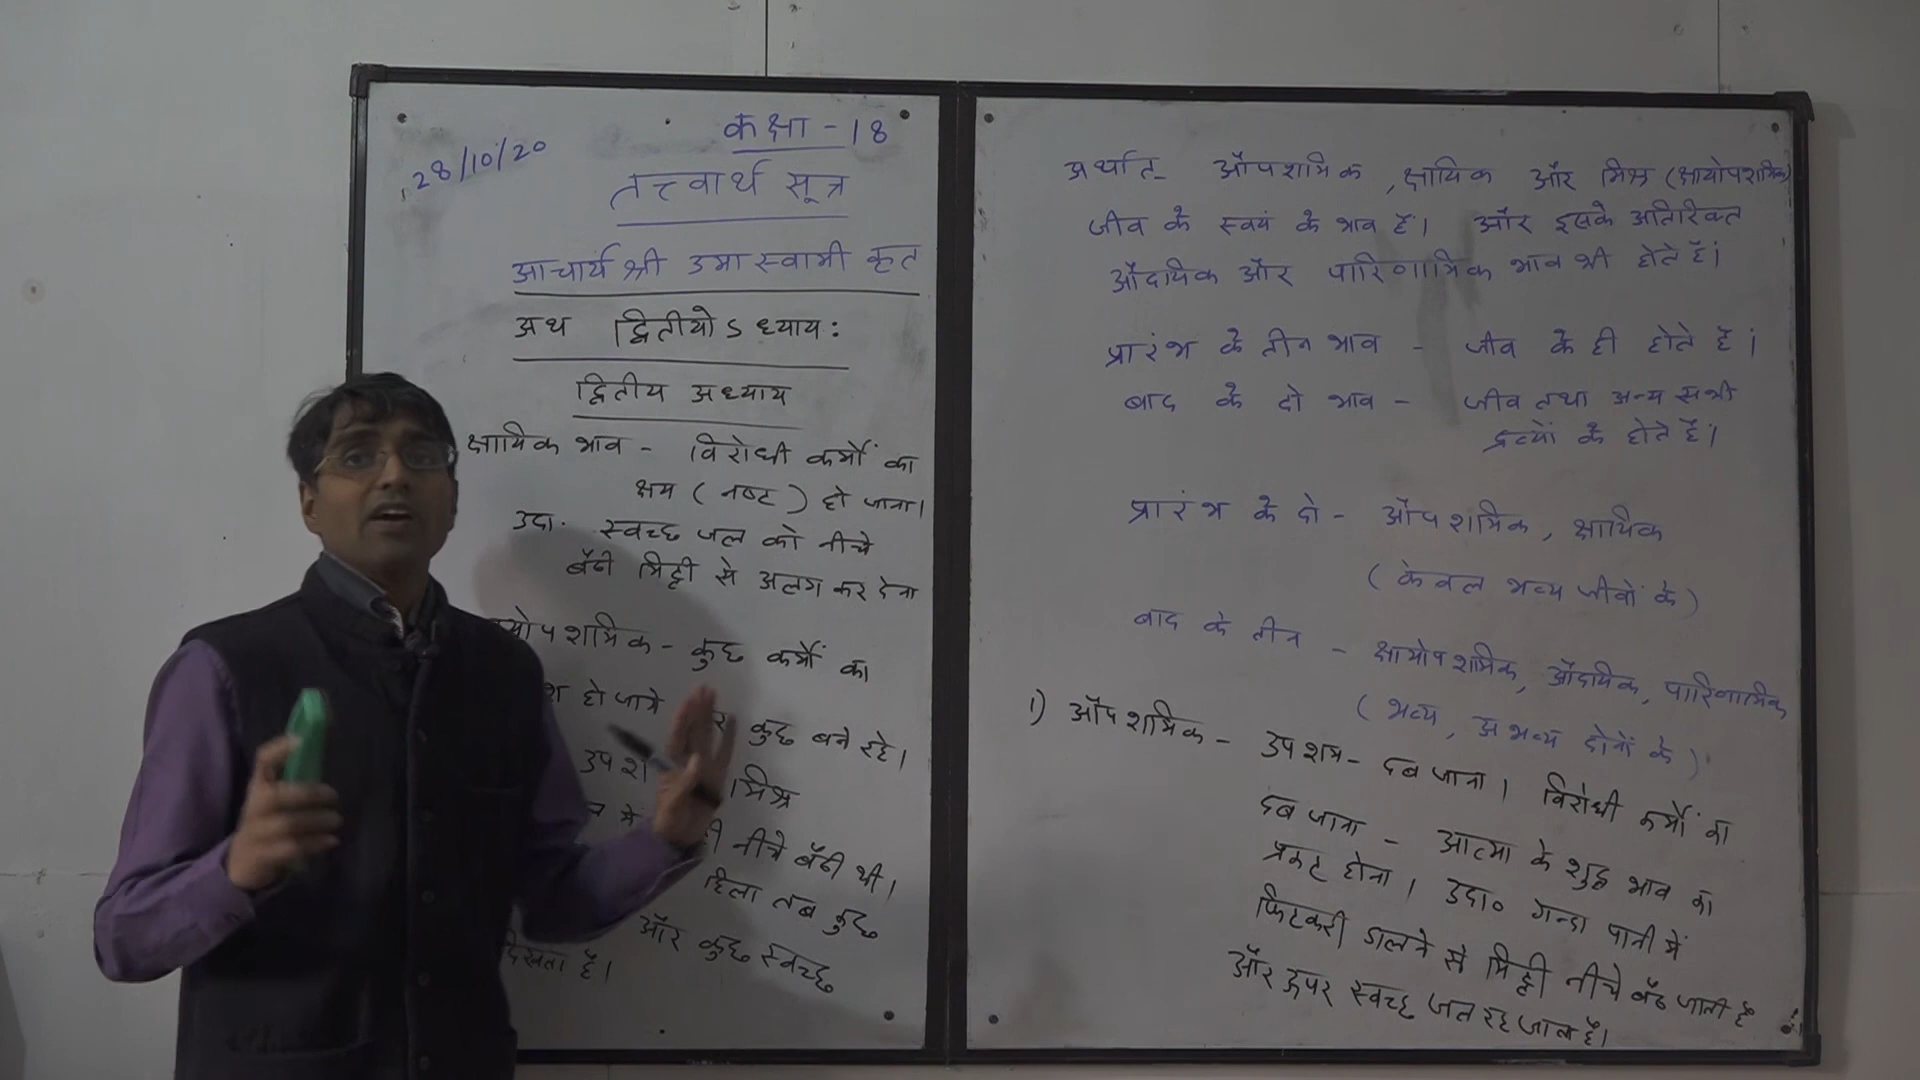 28/10/20
कक्षा - 18
तत्त्वार्थ सूत्र
आचार्य श्री उमास्वामी कृत
अथ द्वितीयोऽध्याय:
द्वितीय अध्याय
क्षायिक भाव - विरोधी कर्मों का
क्षय ( नष्ट ) हो जाना।
उदा. स्वच्छ जल को नीचे
बैठी मिट्टी से अलग कर देना
शमिक - कुछ कर्मों का
हो जाये कुछ बने रहे।
मिश्र
नीचे बैठी थी।
हिला तब कुछ
और कुछ स्वच्छ
दिखता है।
अर्थात- औपशमिक , क्षायिक और मिश्र (क्षायोपशमिक)
जीव के स्वयं के भाव हैं। और इसके अतिरिक्त
औदायिक और पारिणामिक भाव भी होते हैं।
प्रारंभ के तीन भाव - जीव के ही होते हैं।
बाद के दो भाव - जीव तथा अन्य सभी
द्रव्यों के होते हैं।
प्रारंभ के दो - औपशमिक, क्षायिक
( केवल भव्य जीवों के )
बाद के तीन - क्षायोपशमिक, औदायिक, पारिणामिक
( भव्य, अभव्य दोनों के )
1) औपशमिक - उपशम - दब जाना। विरोधी कर्मों का
दब जाना - आत्मा के शुद्ध भाव का
प्रकट होना। उदा० गन्दा पानी में
फिटकरी डालने से मिट्टी नीचे बैठ जाती है
और ऊपर स्वच्छ जल रह जाता है।